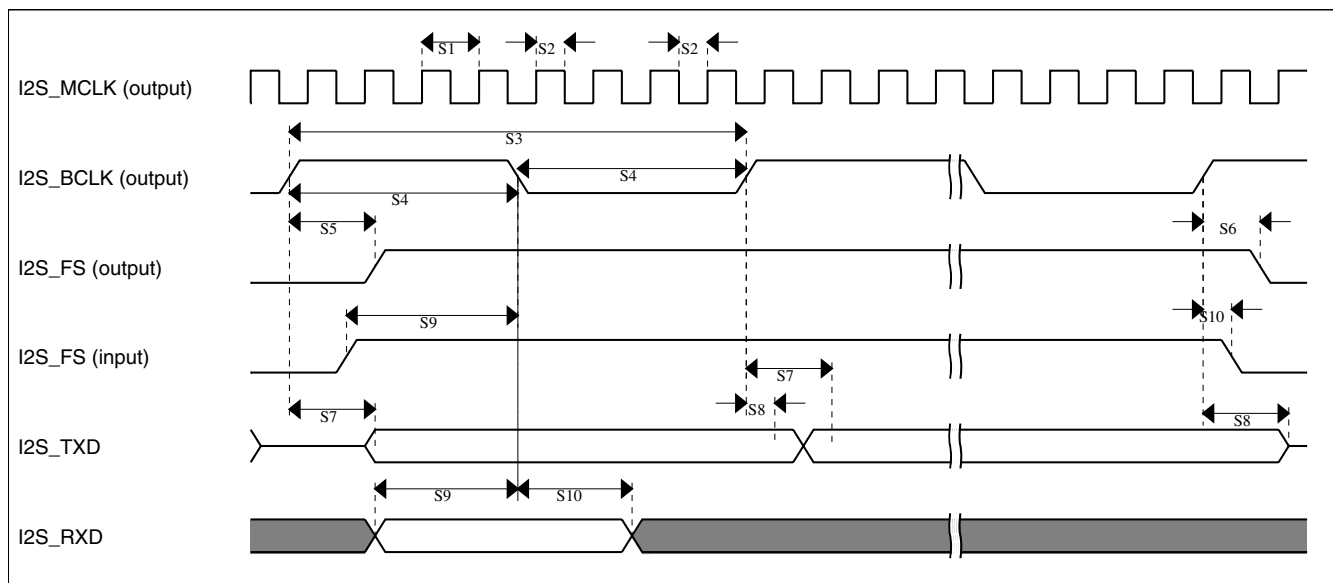 S1 S2 S2
I2S_MCLK (output)
S3
I2S_BCLK (output)
S4
S4
S5 S6
I2S_FS (output)
S9 S10
I2S_FS (input)
S7
S7 S8 S8
I2S_TXD
S9 S10
I2S_RXD